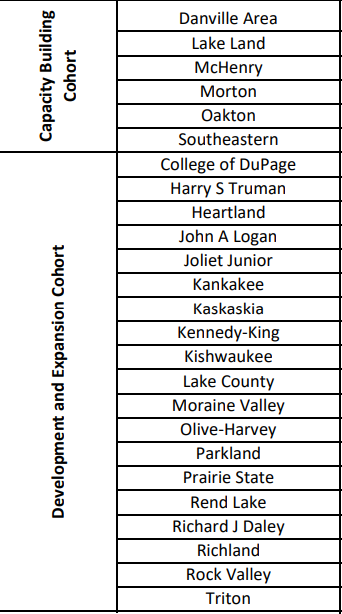 Capacity Building
Cohort
Danville Area
Lake Land
McHenry
Morton
Oakton
Southeastern
Development and Expansion Cohort
College of DuPage
Harry S Truman
Heartland
John A Logan
Joliet Junior
Kankakee
Kaskaskia
Kennedy-King
Kishwaukee
Lake County
Moraine Valley
Olive-Harvey
Parkland
Prairie State
Rend Lake
Richard J Daley
Richland
Rock Valley
Triton